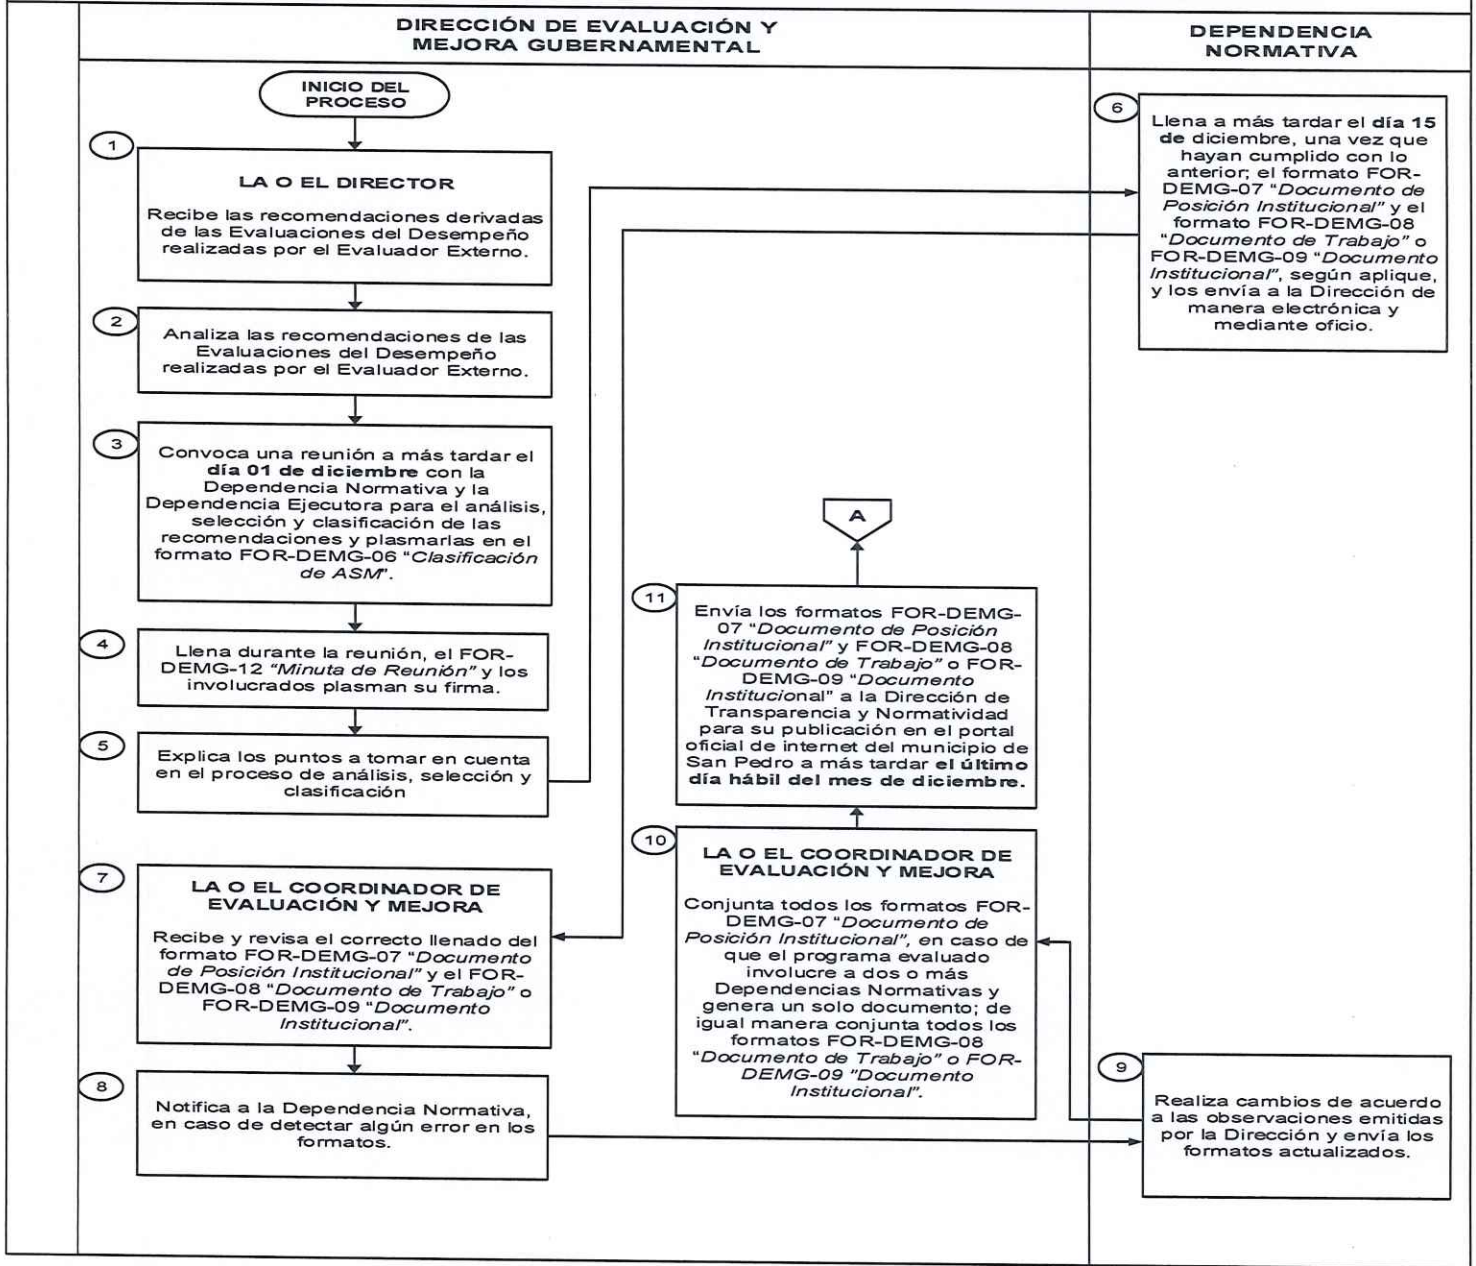 DIRECCIÓN DE EVALUACIÓN Y
MEJORA GUBERNAMENTAL
DEPENDENCIA
NORMATIVA
INICIO DEL
PROCESO
1
LA O EL DIRECTOR
Recibe las recomendaciones derivadas
de las Evaluaciones del Desempeño
realizadas por el Evaluador Externo.
2
Analiza las recomendaciones de las
Evaluaciones del Desempeño
realizadas por el Evaluador Externo.
3
Convoca una reunión a más tardar el
día 01 de diciembre con la
Dependencia Normativa y la
Dependencia Ejecutora para el análisis,
selección y clasificación de las
recomendaciones y plasmarlas en el
formato FOR-DEMG-06 “Clasificación
de ASM”.
4
Llena durante la reunión, el FOR-
DEMG-12 “Minuta de Reunión” y los
involucrados plasman su firma.
5
Explica los puntos a tomar en cuenta
en el proceso de análisis, selección y
clasificación
6
Llena a más tardar el día 15
de diciembre, una vez que
hayan cumplido con lo
anterior; el formato FOR-
DEMG-07 “Documento de
Posición Institucional” y el
formato FOR-DEMG-08
“Documento de Trabajo” o
FOR-DEMG-09 “Documento
Institucional”, según aplique,
y los envía a la Dirección de
manera electrónica y
mediante oficio.
7
LA O EL COORDINADOR DE
EVALUACIÓN Y MEJORA
Recibe y revisa el correcto llenado del
formato FOR-DEMG-07 “Documento
de Posición Institucional” y el FOR-
DEMG-08 “Documento de Trabajo” o
FOR-DEMG-09 “Documento
Institucional”.
8
Notifica a la Dependencia Normativa,
en caso de detectar algún error en los
formatos.
9
Realiza cambios de acuerdo
a las observaciones emitidas
por la Dirección y envía los
formatos actualizados.
10
LA O EL COORDINADOR DE
EVALUACIÓN Y MEJORA
Conjunta todos los formatos FOR-
DEMG-07 “Documento de
Posición Institucional”, en caso de
que el programa evaluado
involucre a dos o más
Dependencias Normativas y
genera un solo documento; de
igual manera conjunta todos los
formatos FOR-DEMG-08
“Documento de Trabajo” o FOR-
DEMG-09 "Documento
Institucional”.
11
Envía los formatos FOR-DEMG-
07 “Documento de Posición
Institucional” y FOR-DEMG-08
“Documento de Trabajo” o FOR-
DEMG-09 “Documento
Institucional” a la Dirección de
Transparencia y Normatividad
para su publicación en el portal
oficial de internet del municipio de
San Pedro a más tardar el último
día hábil del mes de diciembre.
A